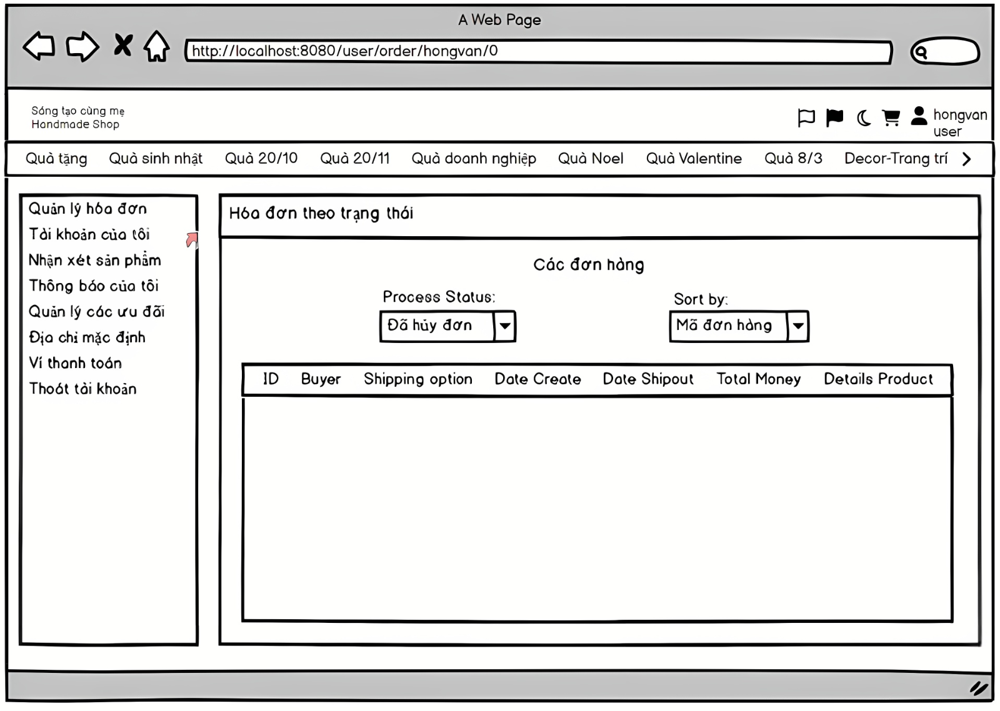 A Web Page
http://localhost:8080/user/order/hongvan/0
Sáng tạo cùng mẹ
Handmade Shop
hongvan
user
Quà tặng Quà sinh nhật Quà 20/10 Quà 20/11 Quà doanh nghiệp Quà Noel Quà Valentine Quà 8/3 Decor-Trang trí
Quản lý hóa đơn
Tài khoản của tôi
Nhận xét sản phẩm
Thông báo của tôi
Quản lý các ưu đãi
Địa chỉ mặc định
Ví thanh toán
Thoát tài khoản
Hóa đơn theo trạng thái
Các đơn hàng
Process Status:
Đã hủy đơn
Sort by:
Mã đơn hàng
ID Buyer Shipping option Date Create Date Shipout Total Money Details Product